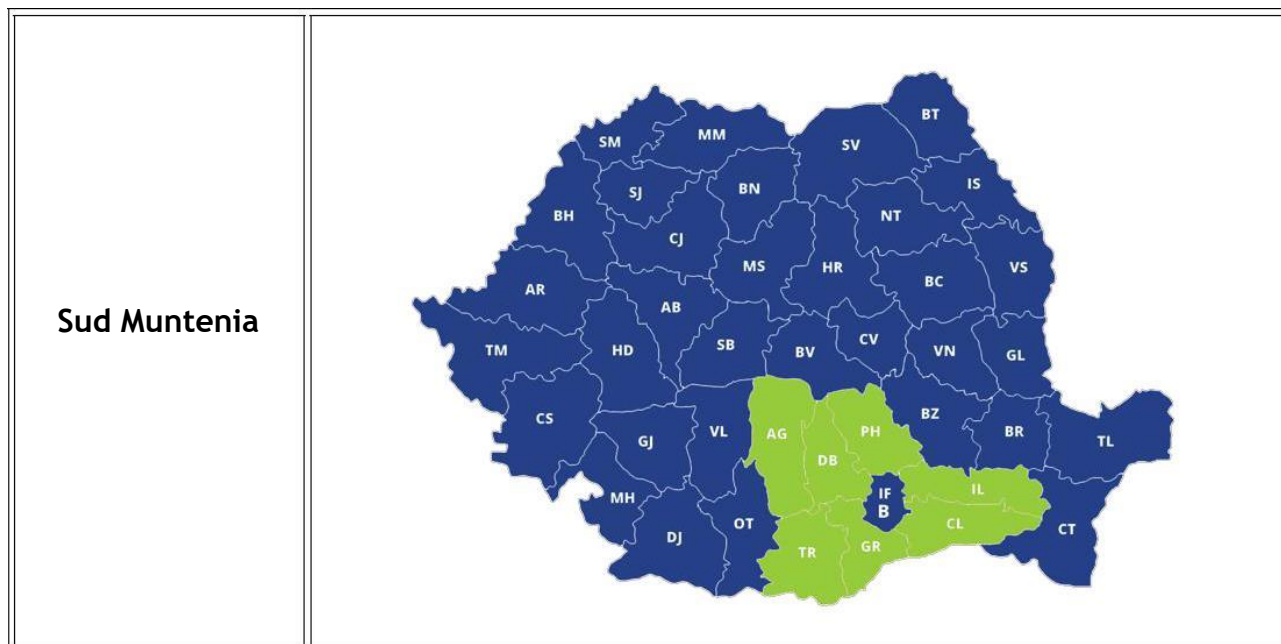 Sud Muntenia
BT
MM
SM
SV
IS
BN
SJ
BH
NT
CJ
MS
HR
VS
BC
AR
AB
SB
CV
BV
VN
GL
TM
HD
BZ
CS
VL
BR
TL
AG
PH
GJ
DB
IL
IF
B
MH
OT
CL
CT
DJ
TR
GR